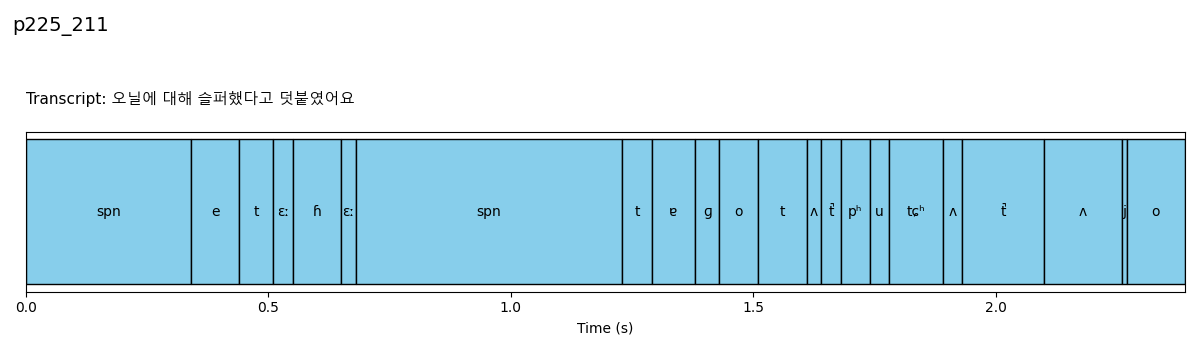 p225_211
Transcript: 오닐에 대해 슬퍼했다고 덧붙였어요
spn e t ɛː ɦ ɛː spn t ɐ ɡ o t ʌ t̚ pʰ u tɕʰ ʌ t̚ ʌ j o
0.0 0.5 1.0 1.5 2.0
Time (s)